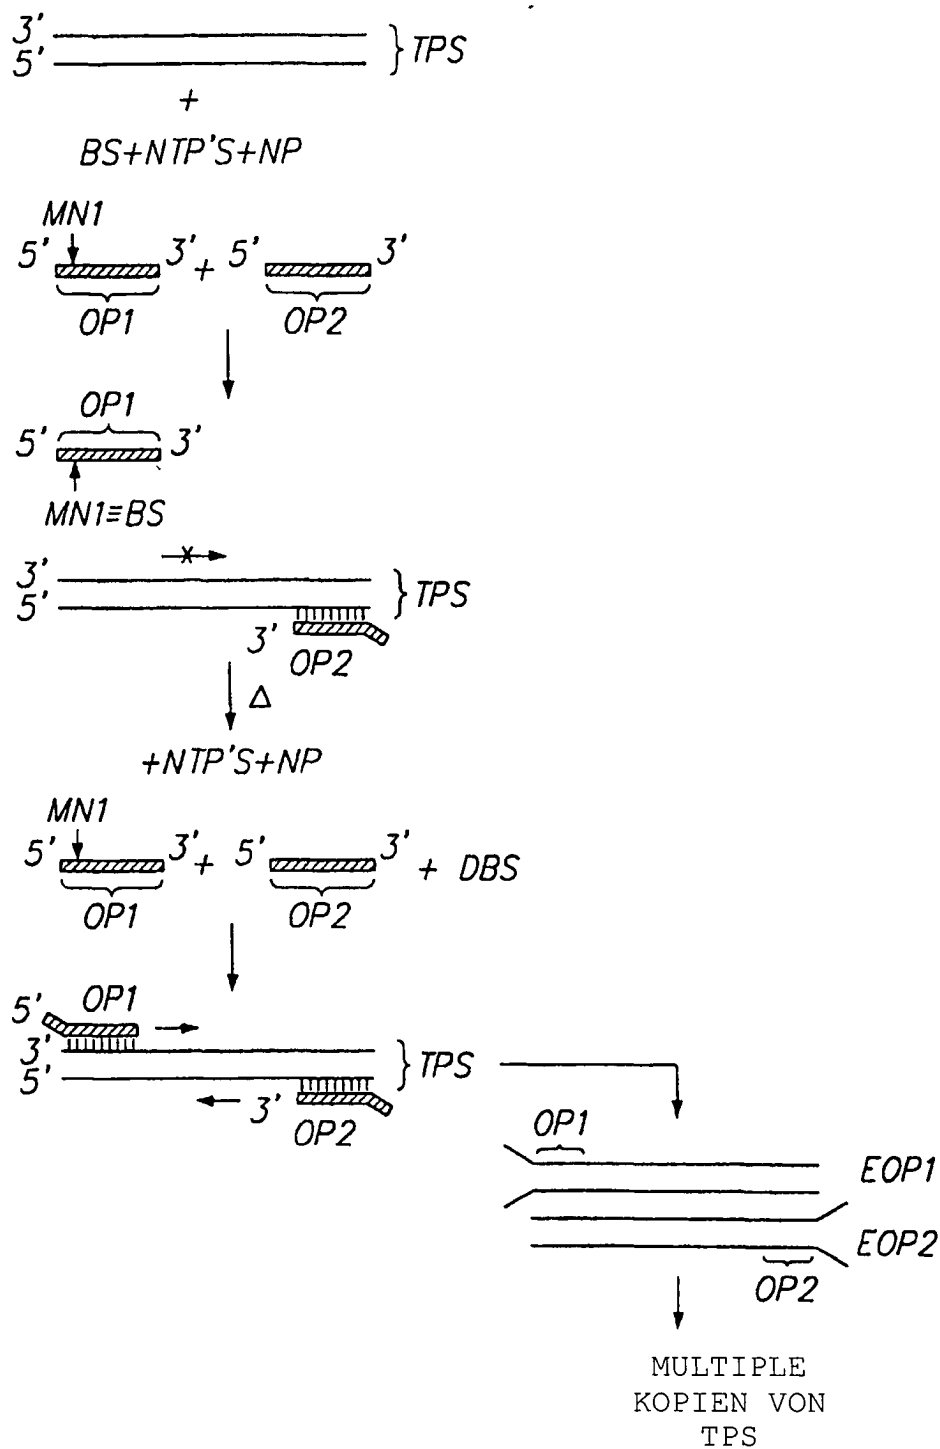 3'
5'
TPS
+
BS+NTP'S+NP
MN1
5' 3' + 5' 3'
OP1 OP2
OP1
5' 3'
MN1≡BS
3'
5'
TPS
3'
OP2
Δ
+NTP'S+NP
MN1
5' 3' + 5' 3' + DBS
OP1 OP2
5' OP1
3'
5'
TPS
3'
OP2
OP1
EOP1
EOP2
OP2
MULTIPLE
KOPIEN VON
TPS